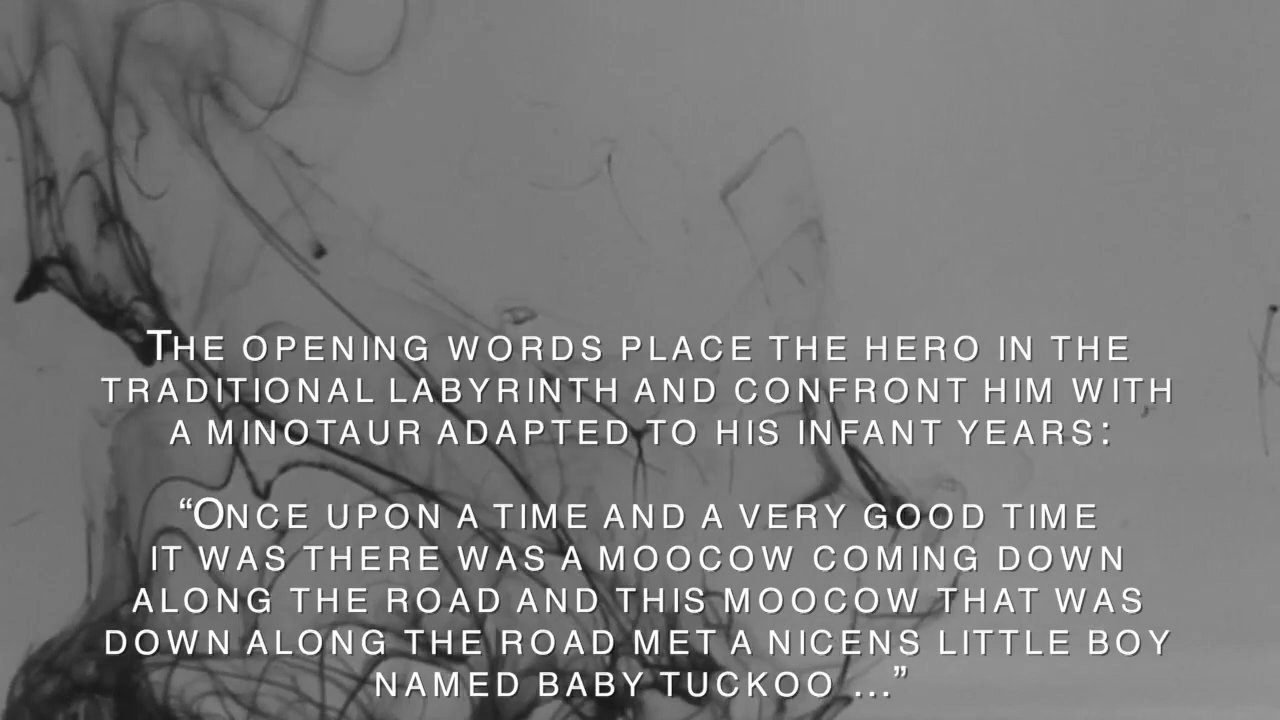 THE OPENING WORDS PLACE THE HERO IN THE
TRADITIONAL LABYRINTH AND CONFRONT HIM WITH
A MINOTAUR ADAPTED TO HIS INFANT YEARS:
“ONCE UPON A TIME AND A VERY GOOD TIME
IT WAS THERE WAS A MOOCOW COMING DOWN
ALONG THE ROAD AND THIS MOOCOW THAT WAS
DOWN ALONG THE ROAD MET A NICENS LITTLE BOY
NAMED BABY TUCKOO ...”